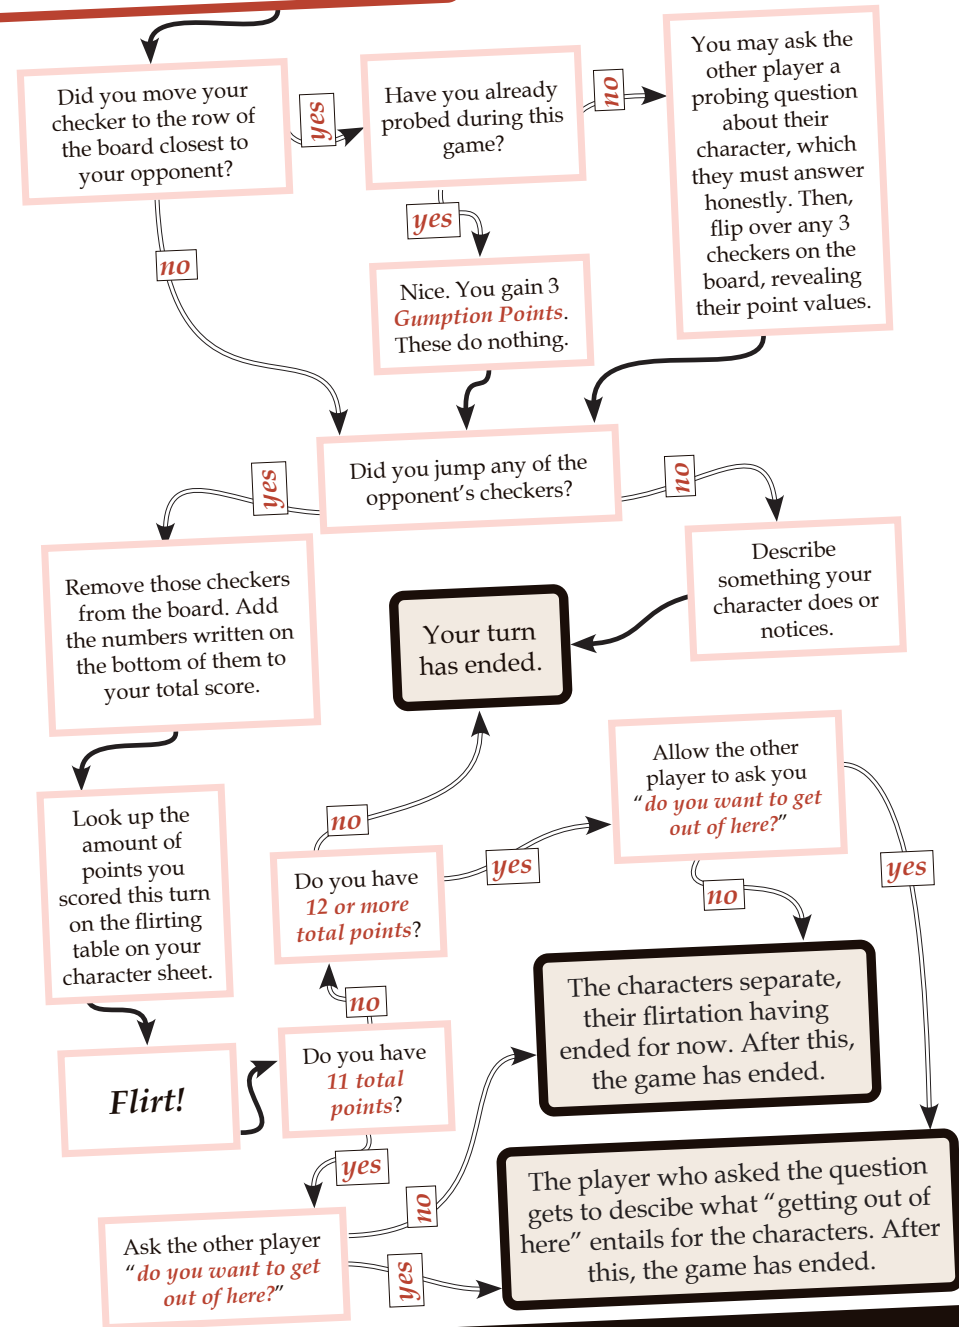 Did you move your
checker to the row of
the board closest to
your opponent?
yes
Have you already
probed during this
game?
no
You may ask the
other player a
probing question
about their
character, which
they must answer
honestly. Then,
flip over any 3
checkers on the
board, revealing
their point values.
yes
no
Nice. You gain 3
Gumption Points.
These do nothing.
Did you jump any of the
opponent's checkers?
yes
no
Remove those checkers
from the board. Add
the numbers written on
the bottom of them to
your total score.
Describe
something your
character does or
notices.
Your turn
has ended.
Look up the
amount of
points you
scored this turn
on the flirting
table on your
character sheet.
Flirt!
Do you have
11 total
points?
no
Do you have
12 or more
total points?
no
yes
Allow the other
player to ask you
"do you want to get
out of here?"
yes
no
The characters separate,
their flirtation having
ended for now. After this,
the game has ended.
yes
Ask the other player
"do you want to get
out of here?"
no
yes
The player who asked the question
gets to descibe what "getting out of
here" entails for the characters. After
this, the game has ended.